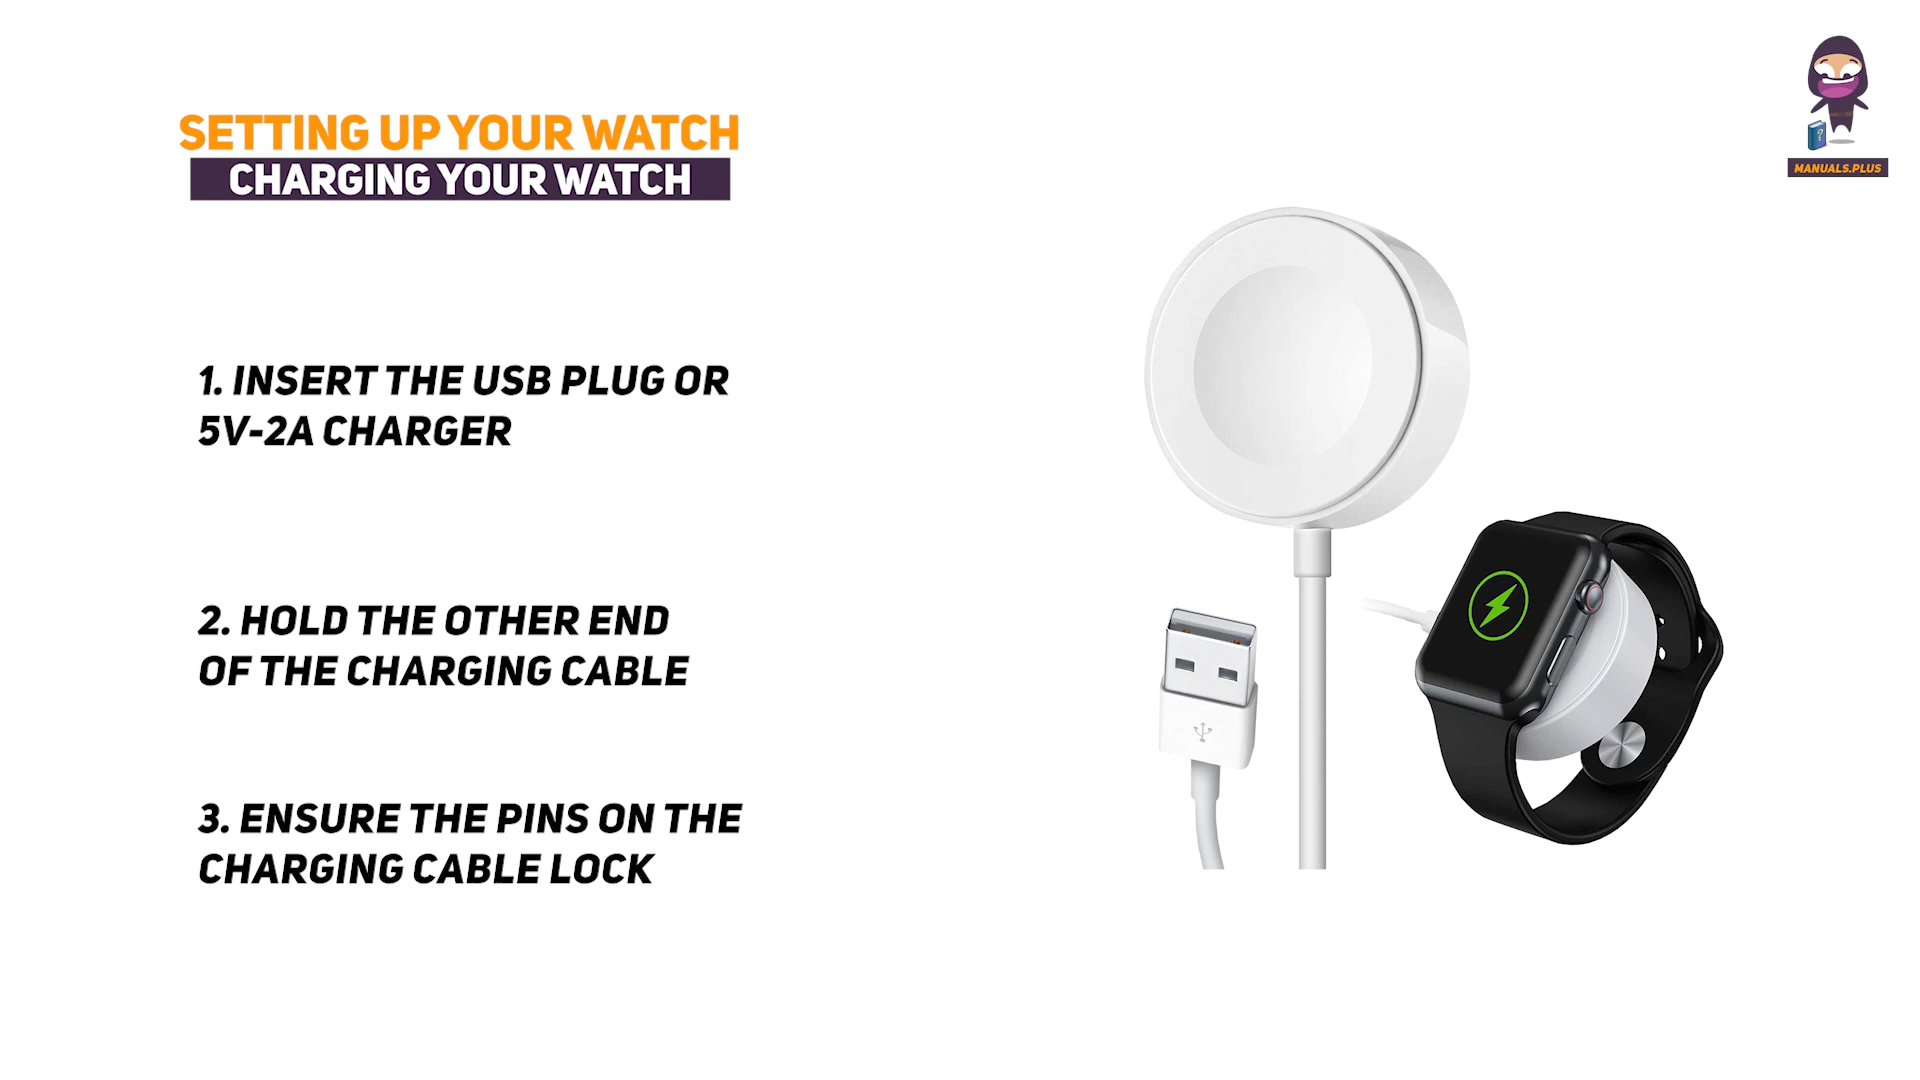 SETTING UP YOUR WATCH
CHARGING YOUR WATCH
MANUALS.PLUS
1. INSERT THE USB PLUG OR
5V-2A CHARGER
2. HOLD THE OTHER END
OF THE CHARGING CABLE
3. ENSURE THE PINS ON THE
CHARGING CABLE LOCK